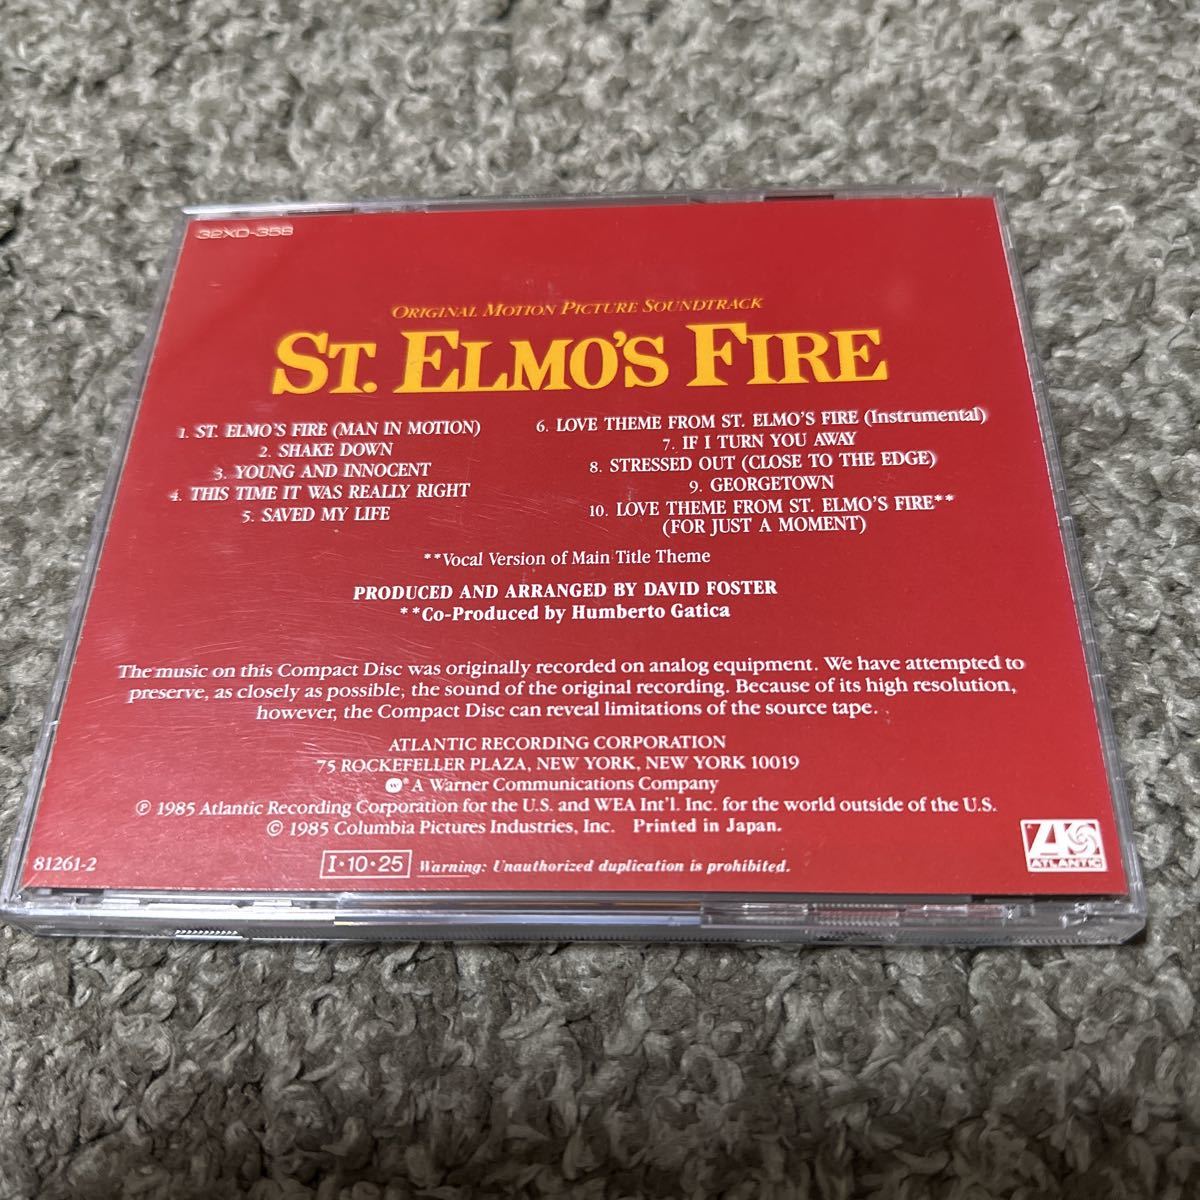 32XD-358
ORIGINAL MOTION PICTURE SOUNDTRACK
ST. ELMO'S FIRE
1. ST. ELMO'S FIRE (MAN IN MOTION)
2. SHAKE DOWN
3. YOUNG AND INNOCENT
4. THIS TIME IT WAS REALLY RIGHT
5. SAVED MY LIFE
6. LOVE THEME FROM ST. ELMO'S FIRE (Instrumental)
7. IF I TURN YOU AWAY
8. STRESSED OUT (CLOSE TO THE EDGE)
9. GEORGETOWN
10. LOVE THEME FROM ST. ELMO'S FIRE**
(FOR JUST A MOMENT)
**Vocal Version of Main Title Theme
PRODUCED AND ARRANGED BY DAVID FOSTER
**Co-Produced by Humberto Gatica
The music on this Compact Disc was originally recorded on analog equipment. We have attempted to
preserve, as closely as possible, the sound of the original recording. Because of its high resolution,
however, the Compact Disc can reveal limitations of the source tape.
ATLANTIC RECORDING CORPORATION
75 ROCKEFELLER PLAZA, NEW YORK, NEW YORK 10019
W® A Warner Communications Company
℗ 1985 Atlantic Recording Corporation for the U.S. and WEA Int'l. Inc. for the world outside of the U.S.
© 1985 Columbia Pictures Industries, Inc. Printed in Japan.
81261-2
I·10·25 Warning: Unauthorized duplication is prohibited.
ATLANTIC